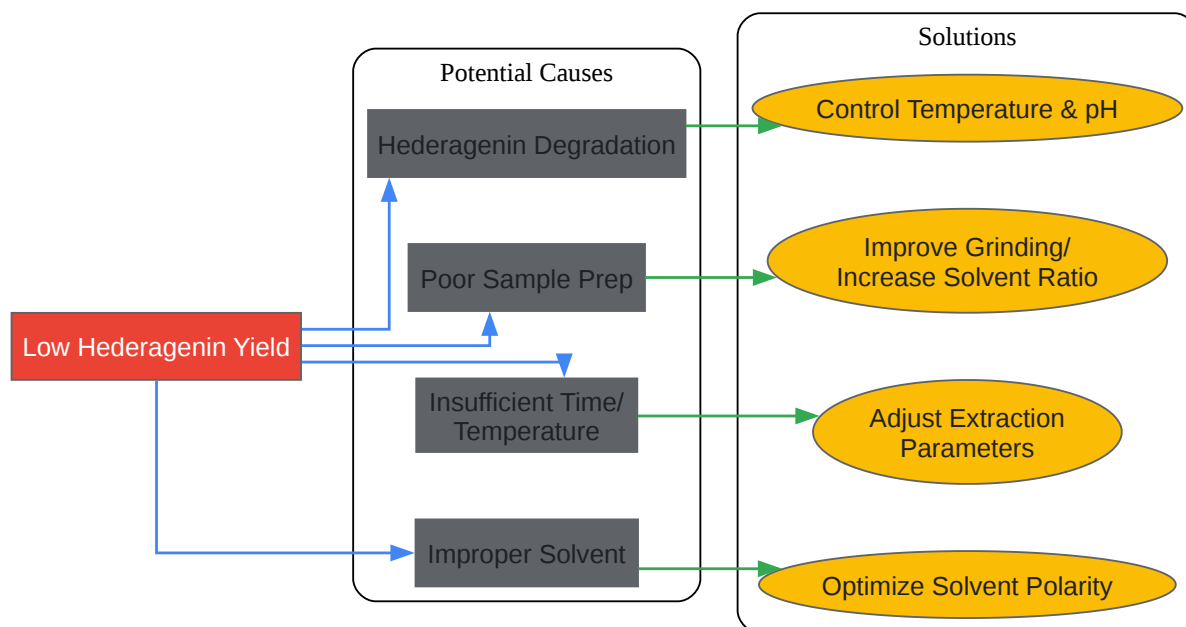 Solutions
Potential Causes
Control Temperature & pH
Hederagenin Degradation
Improve Grinding/
Increase Solvent Ratio
Poor Sample Prep
Low Hederagenin Yield
Insufficient Time/
Temperature
Adjust Extraction
Parameters
Improper Solvent
Optimize Solvent Polarity